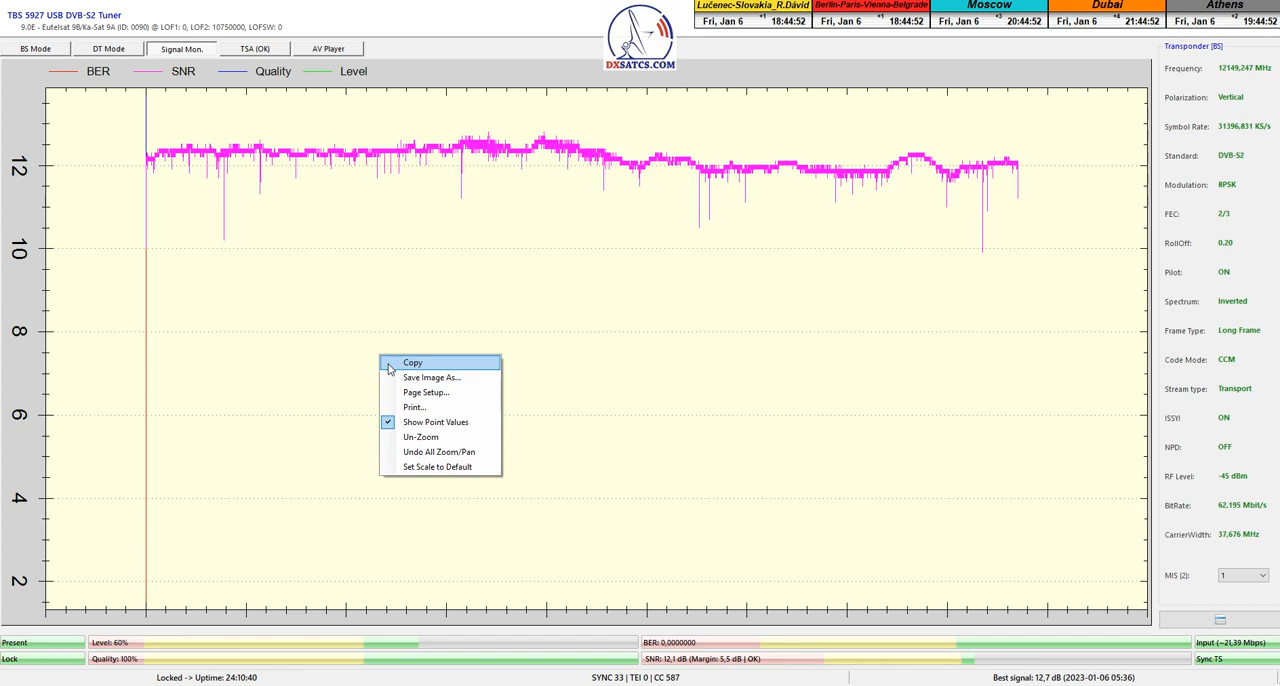 TBS 5927 USB DVB-S2 Tuner
9.0E - Eutelsat 9B/Ka-Sat 9A (ID: 0090) @ LOF1: 0, LOF2: 10750000, LOFSW: 0
Lučenec-Slovakia_R.Dávid
Fri, Jan 6 +1 18:44:52
Berlin-Paris-Vienna-Belgrade
Fri, Jan 6 +1 18:44:52
Moscow
Fri, Jan 6 +3 20:44:52
Dubai
Fri, Jan 6 +4 21:44:52
Athens
Fri, Jan 6 +2 19:44:52
DXSATCS.COM
BS Mode
DT Mode
Signal Mon.
TSA (OK)
AV Player
BER
SNR
Quality
Level
12
10
8
6
4
2
Copy
Save Image As...
Page Setup...
Print...
Show Point Values
Un-Zoom
Undo All Zoom/Pan
Set Scale to Default
Transponder [BS]
Frequency: 12149,247 MHz
Polarization: Vertical
Symbol Rate: 31396,831 KS/s
Standard: DVB-S2
Modulation: 8PSK
FEC: 2/3
RollOff: 0.20
Pilot: ON
Spectrum: Inverted
Frame Type: Long Frame
Code Mode: CCM
Stream type: Transport
ISSYI ON
NPD: OFF
RF Level: -45 dBm
BitRate: 62,195 Mbit/s
CarrierWidth: 37,676 MHz
MIS (2): 1
Present
Level: 60%
BER: 0,0000000
Input (~21,39 Mbps)
Lock
Quality: 100%
SNR: 12,1 dB (Margin: 5,5 dB | OK)
Sync TS
Locked -> Uptime: 24:10:40
SYNC 33 | TEI 0 | CC 587
Best signal: 12,7 dB (2023-01-06 05:36)